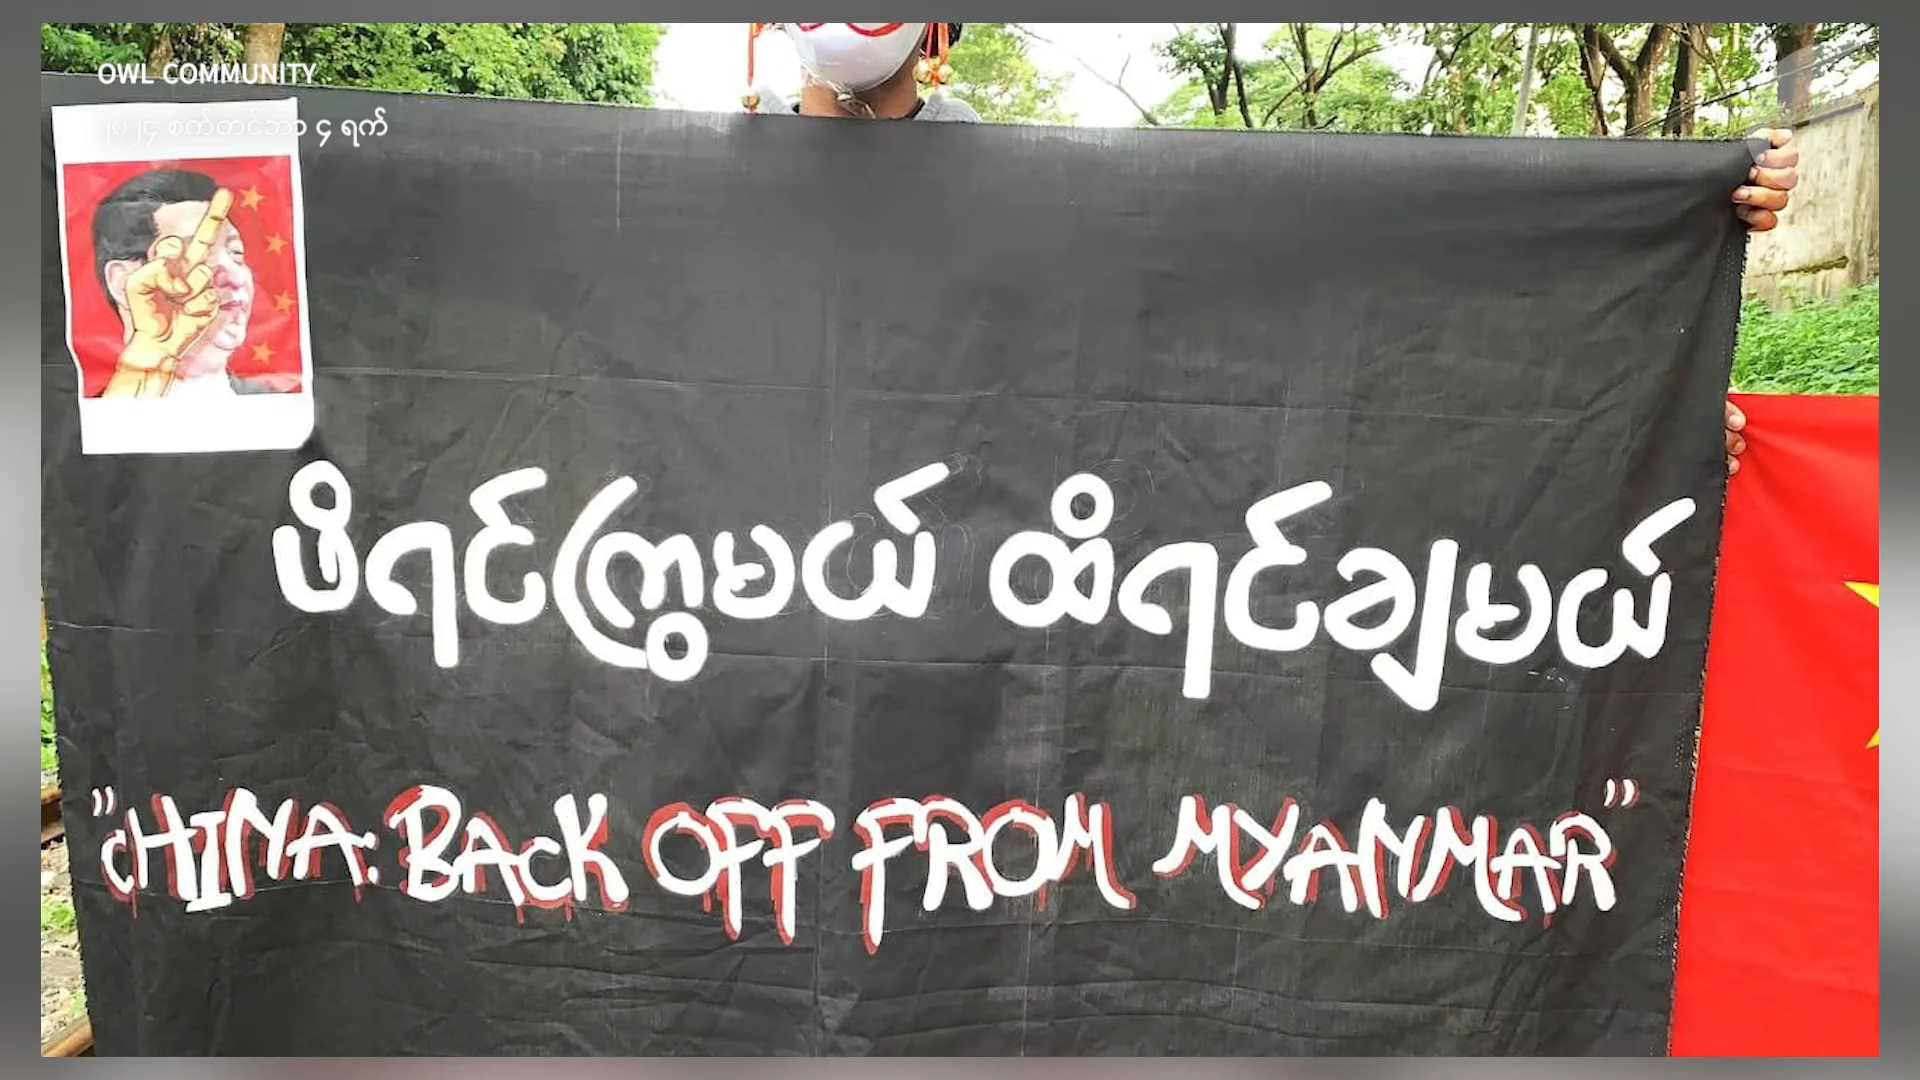 OWL COMMUNITY
၂၀၂၄ စက်တင်ဘာ ၄ ရက်
ဖိရင်ကြွမယ် ထိရင်ချမယ်
"CHINA: BACK OFF FROM MYANMAR"